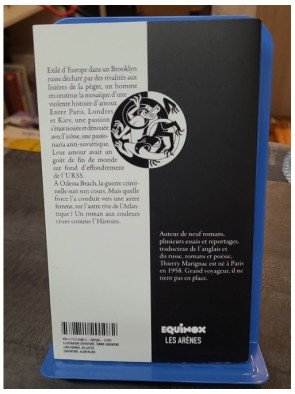 Exilé d'Europe dans un Brooklyn
russe déchiré par des rivalités aux
lisières de la pègre, un homme
reconstitue la mosaïque d'une
violente histoire d'amour.
Entre Paris, Londres
et Kiev, une passion
s'était nouée et dénouée
avec l'icône, une passio-
naria anti-soviétique.
Leur amour avait un
goût de fin de monde
sur fond d'effondrement
de l'URSS.
À Odessa Beach, la guerre crimi-
nelle suit son cours. Mais quelle
force l'a conduit vers une autre
femme, sur l'autre rive de l'Atlan-
tique ? Un roman aux couleurs
crues comme l'Histoire.
Auteur de neuf romans,
plusieurs essais et reportages,
traducteur de l'anglais et
du russe, romans et poésie,
Thierry Marignac est né à Paris
en 1958. Grand voyageur, il ne
tient pas en place.
EQUINOX
LES ARÈNES